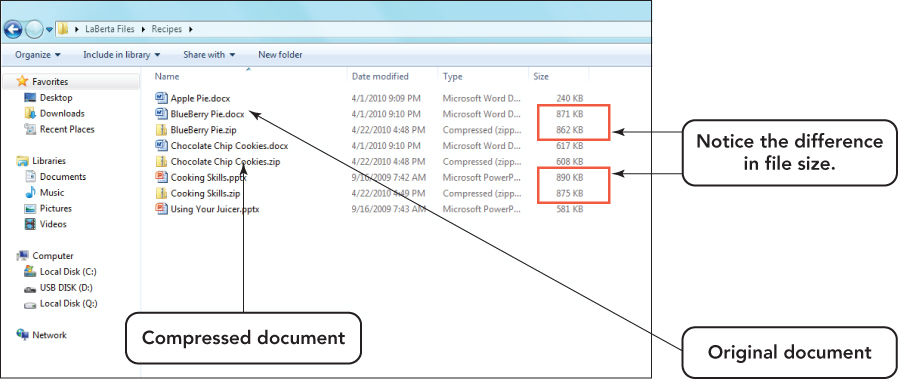 LaBerta Files Recipes
Organize Include in library Share with New folder
Name Date modified Type Size
Favorites
Desktop
Downloads
Recent Places
Libraries
Documents
Music
Pictures
Videos
Computer
Local Disk (C:)
USB DISK (D:)
Local Disk (Q:)
Network
Apple Pie.docx 4/1/2010 9:09 PM Microsoft Word D... 240 KB
BlueBerry Pie.docx 4/1/2010 9:10 PM Microsoft Word D... 871 KB
BlueBerry Pie.zip 4/22/2010 4:48 PM Compressed (zipp... 862 KB
Chocolate Chip Cookies.docx 4/1/2010 9:10 PM Microsoft Word D... 617 KB
Chocolate Chip Cookies.zip 4/22/2010 4:48 PM Compressed (zipp... 608 KB
Cooking Skills.pptx 9/16/2009 7:42 AM Microsoft PowerP... 890 KB
Cooking Skills.zip 4/22/2010 4:49 PM Compressed (zipp... 875 KB
Using Your Juicer.pptx 9/16/2009 7:43 AM Microsoft PowerP... 581 KB
Notice the difference
in file size.
Compressed document
Original document